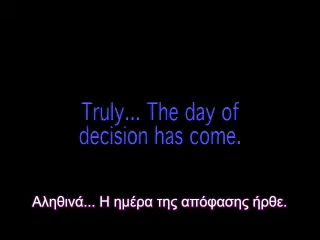 Truly... The day of
decision has come.
Αληθινά... Η ημέρα της απόφασης ήρθε.